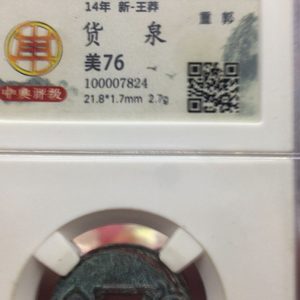 14年 新-王莽
重 郭
货 泉
美76
100007824
中乾评级
21.8*1.7mm 2.7g